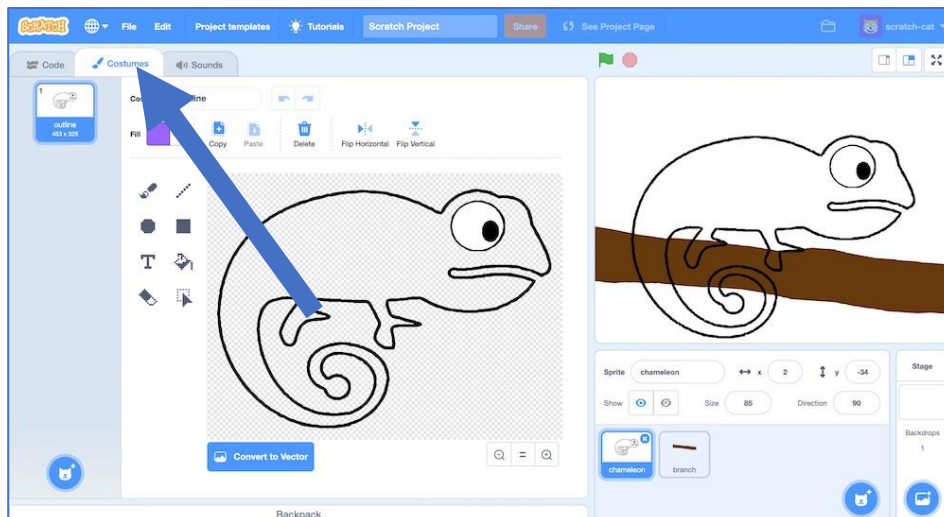 SCRATCH File Edit Project templates Tutorials Scratch Project Share See Project Page scratch-cat
Code Costumes Sounds
1
outline
453 x 325
Fill Copy Paste Delete Flip Horizontal Flip Vertical
T
Convert to Vector
Backpack
Sprite chameleon x 2 y -34
Show Size 85 Direction 90
chameleon branch
Stage
Backdrops
1